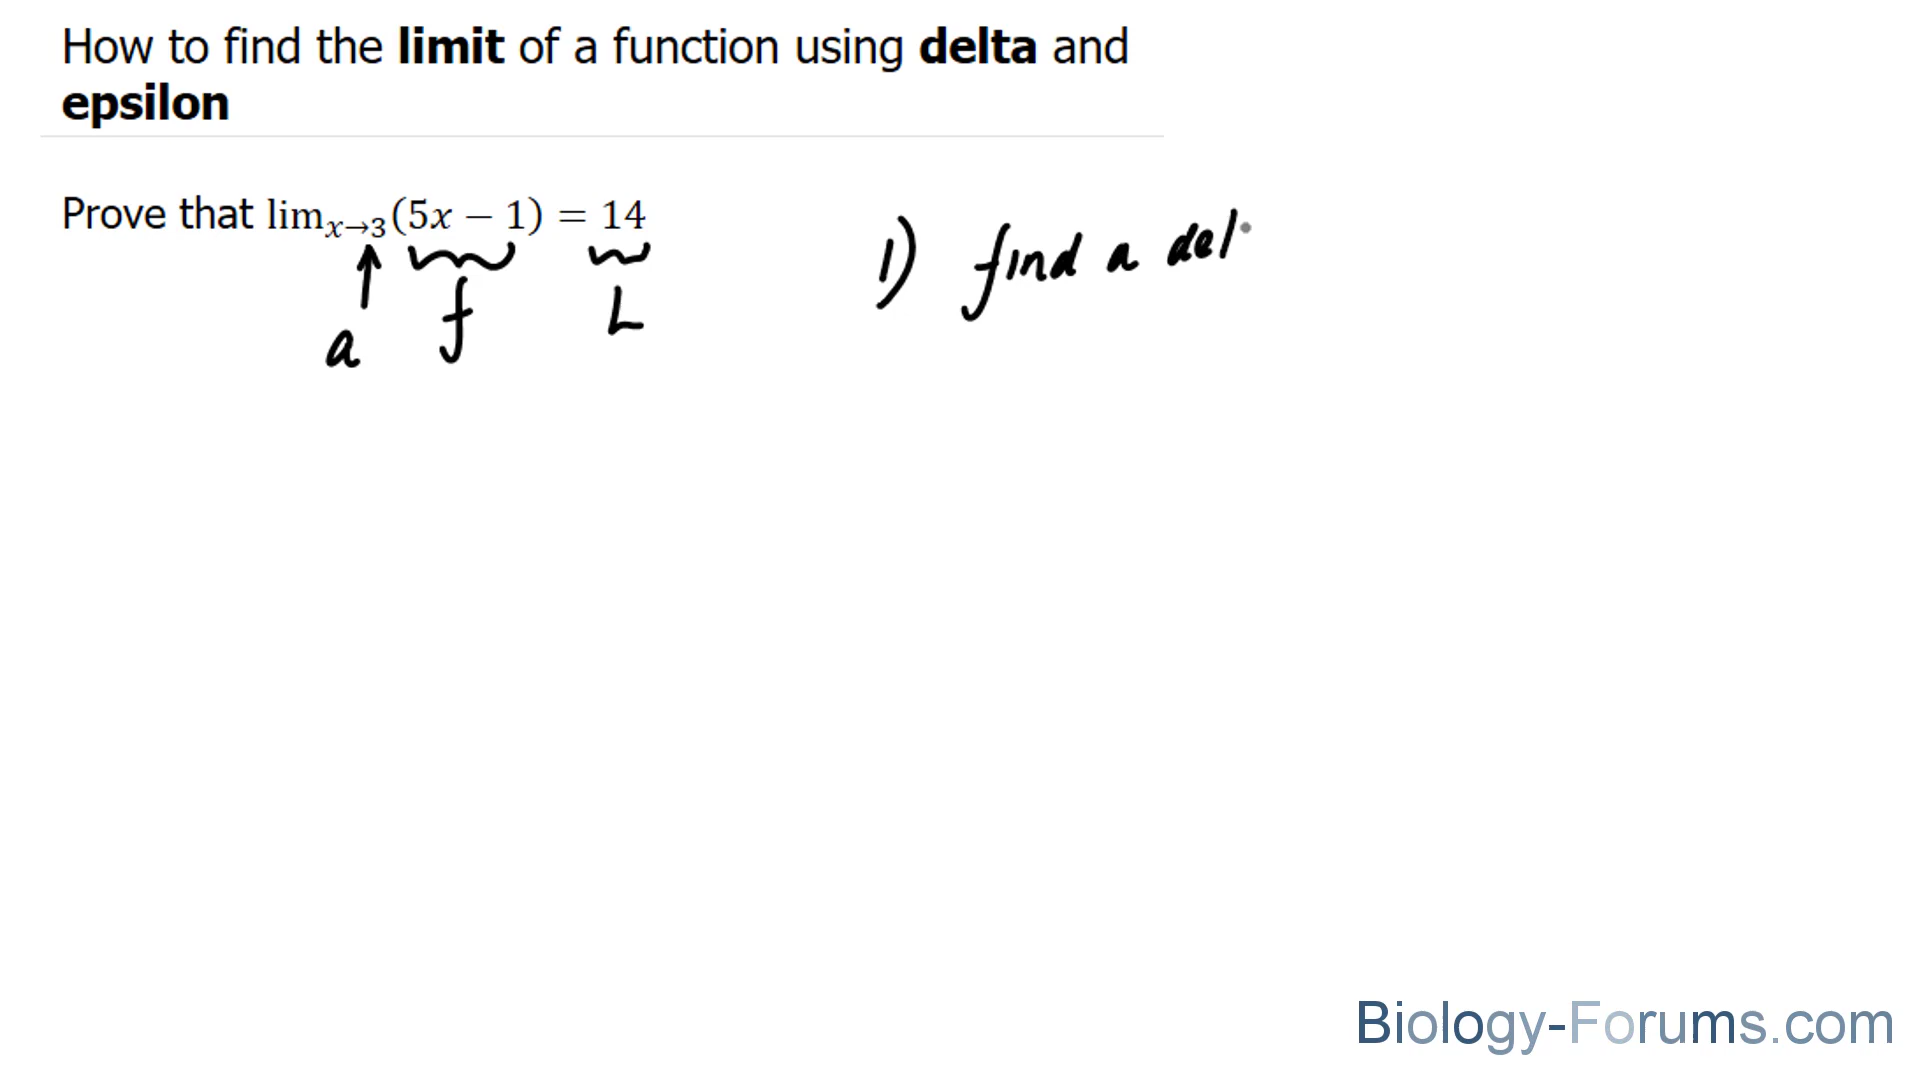 How to find the limit of a function using delta and
epsilon
Prove that lim_{x→3}(5x − 1) = 14
a f L
1) find a del
Biology-Forums.com